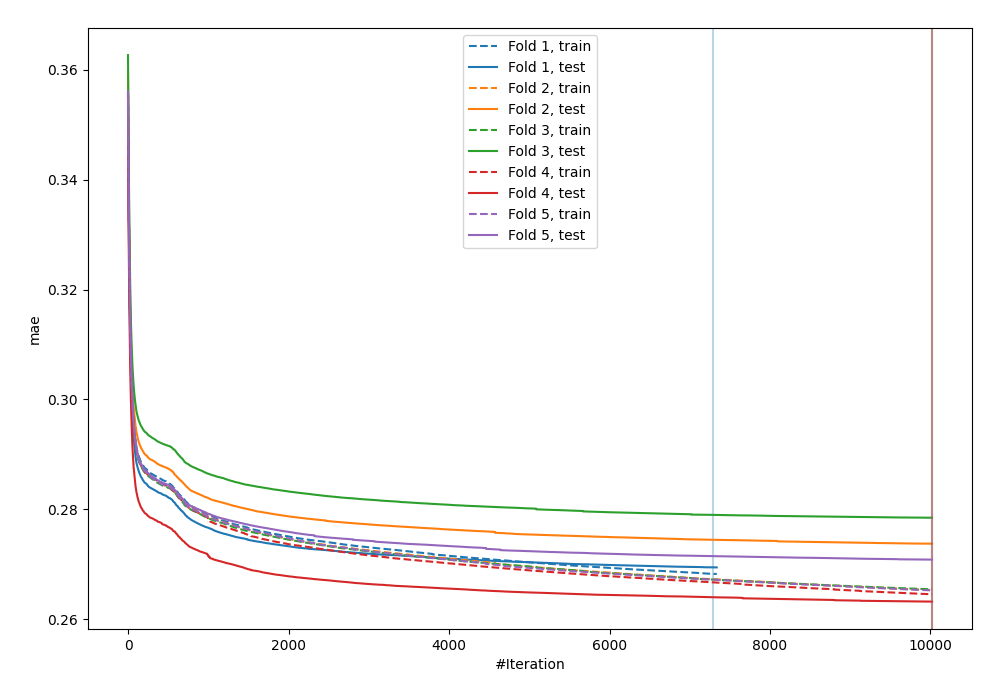 Fold 1, train
Fold 1, test
Fold 2, train
Fold 2, test
Fold 3, train
Fold 3, test
Fold 4, train
Fold 4, test
Fold 5, train
Fold 5, test
mae
0.36
0.34
0.32
0.30
0.28
0.26
0
2000
4000
6000
8000
10000
#Iteration